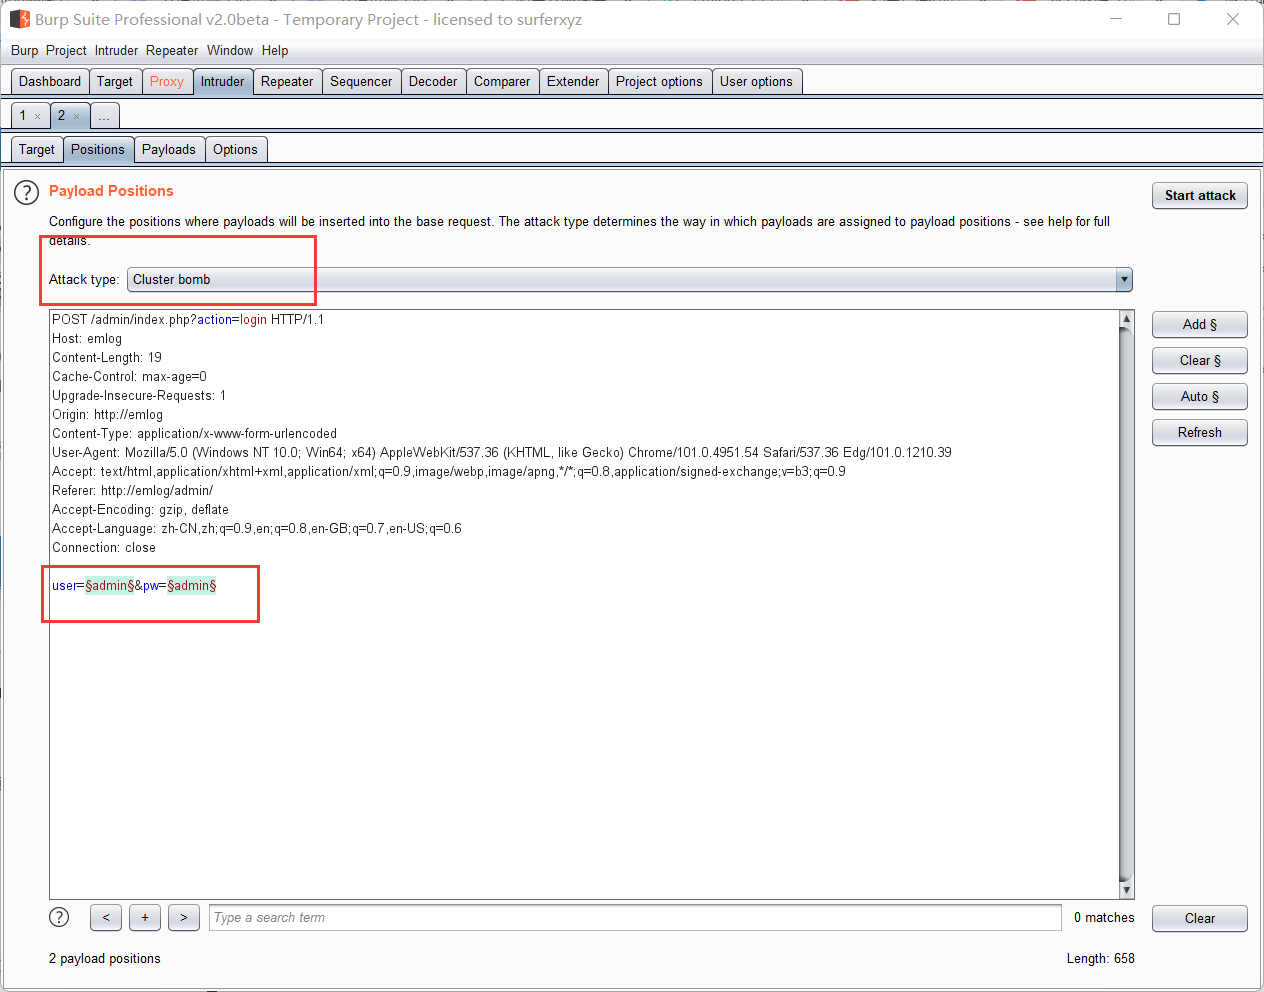 Burp Suite Professional v2.0beta - Temporary Project - licensed to surferxyz
Burp Project Intruder Repeater Window Help
Dashboard Target Proxy Intruder Repeater Sequencer Decoder Comparer Extender Project options User options
1 × 2 × ...
Target Positions Payloads Options
? Payload Positions
Start attack
Configure the positions where payloads will be inserted into the base request. The attack type determines the way in which payloads are assigned to payload positions - see help for full
details.
Attack type: Cluster bomb
POST /admin/index.php?action=login HTTP/1.1
Host: emlog
Content-Length: 19
Cache-Control: max-age=0
Upgrade-Insecure-Requests: 1
Origin: http://emlog
Content-Type: application/x-www-form-urlencoded
User-Agent: Mozilla/5.0 (Windows NT 10.0; Win64; x64) AppleWebKit/537.36 (KHTML, like Gecko) Chrome/101.0.4951.54 Safari/537.36 Edg/101.0.1210.39
Accept: text/html,application/xhtml+xml,application/xml;q=0.9,image/webp,image/apng,*/*;q=0.8,application/signed-exchange;v=b3;q=0.9
Referer: http://emlog/admin/
Accept-Encoding: gzip, deflate
Accept-Language: zh-CN,zh;q=0.9,en;q=0.8,en-GB;q=0.7,en-US;q=0.6
Connection: close
user=§admin§&pw=§admin§
Add §
Clear §
Auto §
Refresh
? < + > Type a search term 0 matches Clear
2 payload positions Length: 658